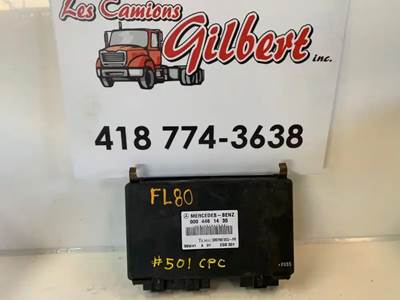 Les Camions
Gilbert
inc.
418 774-3638
FL80
MERCEDES-BENZ
000 446 14 35
#501 CPC